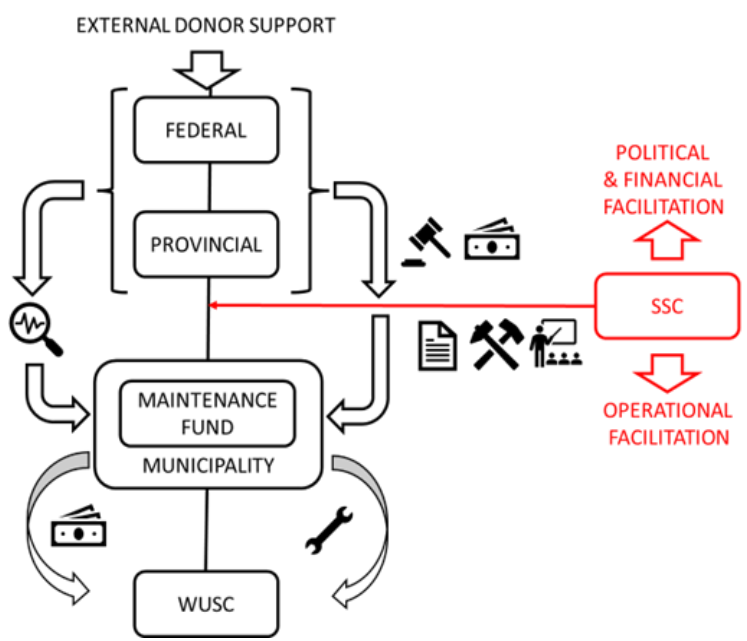 EXTERNAL DONOR SUPPORT
FEDERAL
PROVINCIAL
POLITICAL
& FINANCIAL
FACILITATION
SSC
OPERATIONAL
FACILITATION
MAINTENANCE
FUND
MUNICIPALITY
WUSC